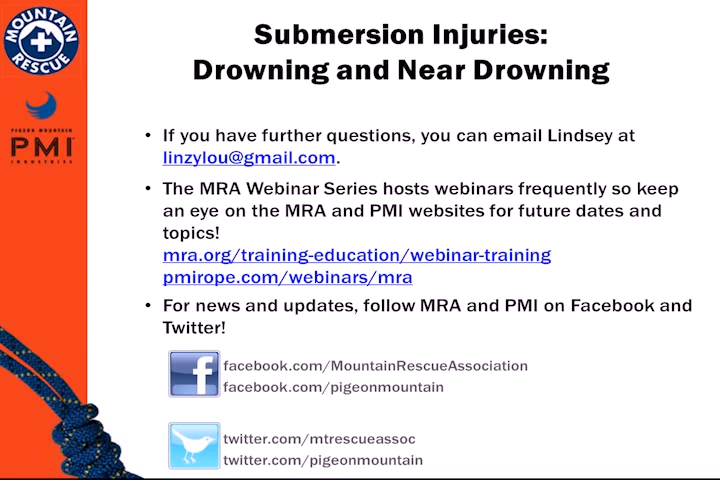 MOUNTAIN
RESCUE
PIGEON MOUNTAIN
PMI
INDUSTRIES
Submersion Injuries:
Drowning and Near Drowning
• If you have further questions, you can email Lindsey at
linzylou@gmail.com.
• The MRA Webinar Series hosts webinars frequently so keep
an eye on the MRA and PMI websites for future dates and
topics!
mra.org/training-education/webinar-training
pmirope.com/webinars/mra
• For news and updates, follow MRA and PMI on Facebook and
Twitter!
f
facebook.com/MountainRescueAssociation
facebook.com/pigeonmountain
twitter.com/mtrescueassoc
twitter.com/pigeonmountain